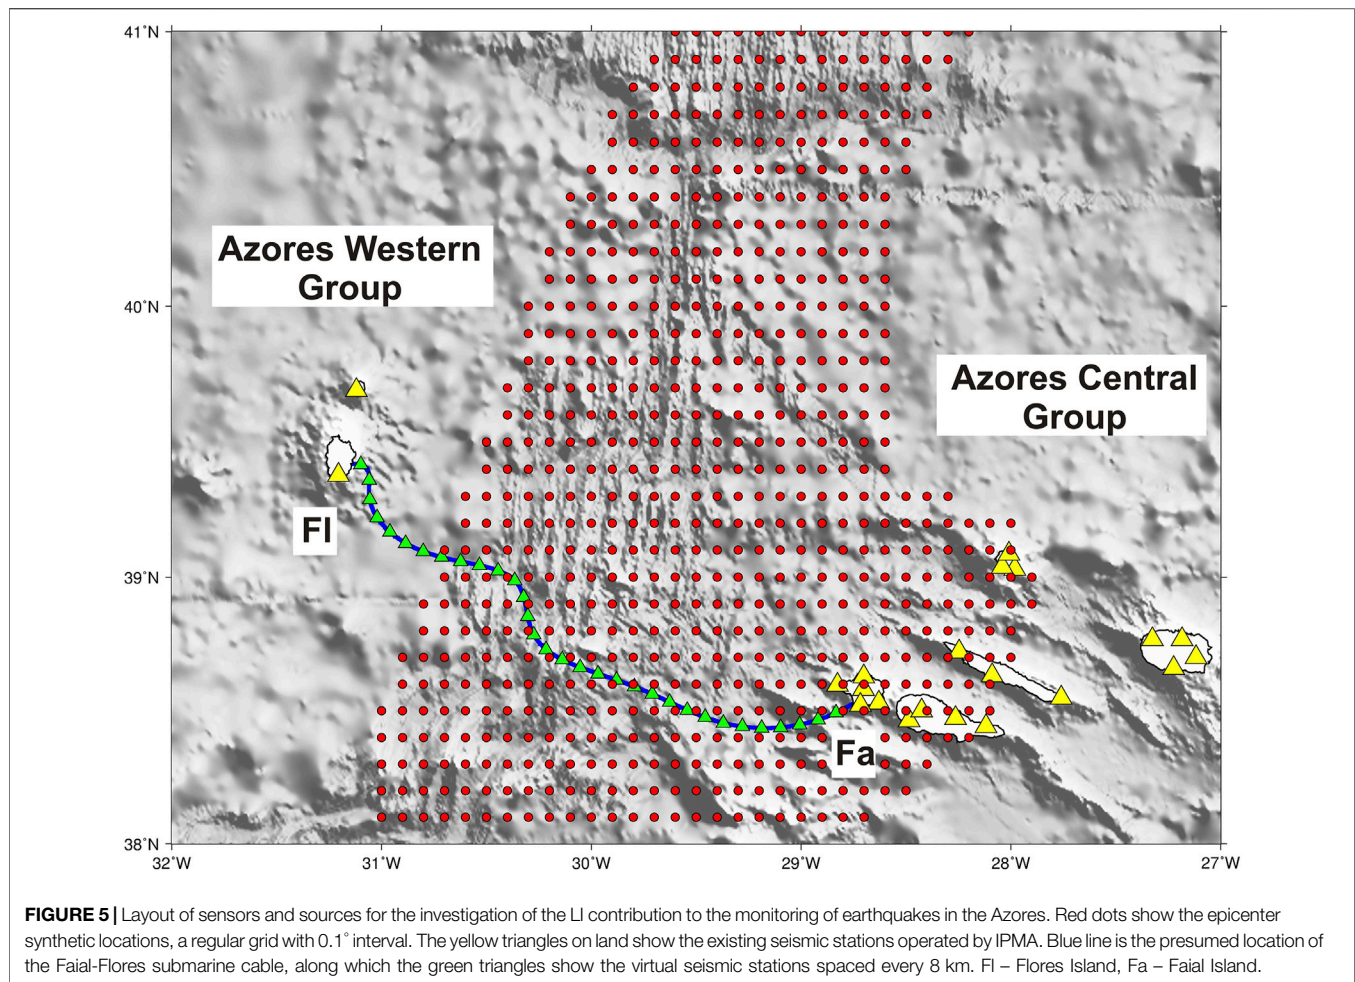 41°N
Azores Western
Group
40°N
Azores Central
Group
Fl
39°N
Fa
38°N
32°W 31°W 30°W 29°W 28°W 27°W
FIGURE 5 | Layout of sensors and sources for the investigation of the LI contribution to the monitoring of earthquakes in the Azores. Red dots show the epicenter
synthetic locations, a regular grid with 0.1° interval. The yellow triangles on land show the existing seismic stations operated by IPMA. Blue line is the presumed location of
the Faial-Flores submarine cable, along which the green triangles show the virtual seismic stations spaced every 8 km. Fl – Flores Island, Fa – Faial Island.